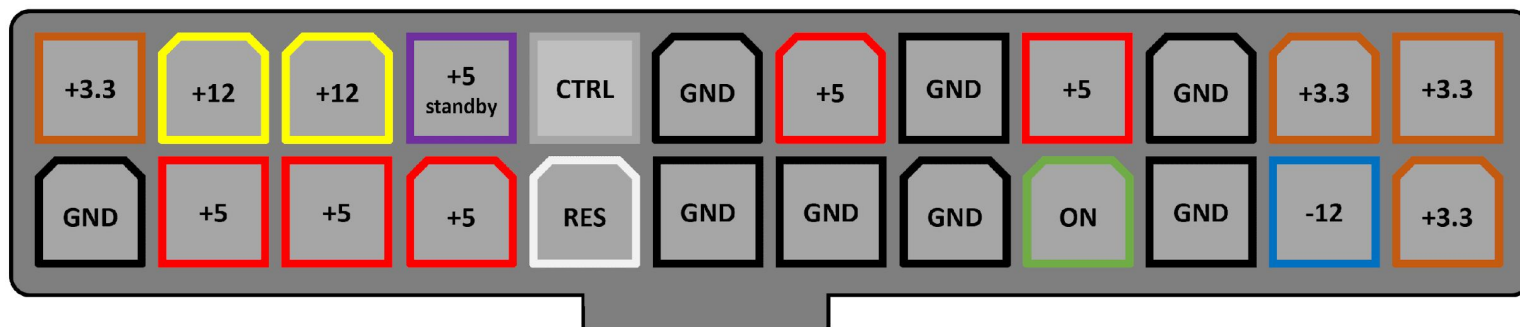 +3.3 +12 +12 +5 standby CTRL GND +5 GND +5 GND +3.3 +3.3
GND +5 +5 +5 RES GND GND GND ON GND -12 +3.3